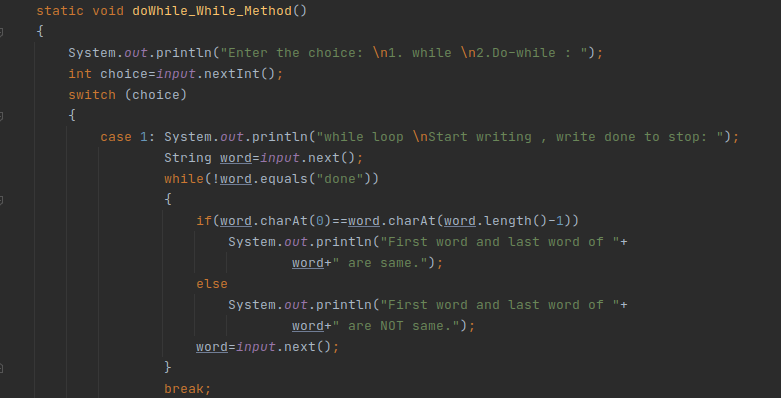 static void doWhile_While_Method()
{
System.out.println("Enter the choice: \n1. while \n2.Do-while : ");
int choice=input.nextInt();
switch (choice)
{
case 1: System.out.println("while loop \nStart writing , write done to stop: ");
String word=input.next();
while(!word.equals("done"))
{
if(word.charAt(0)==word.charAt(word.length()-1))
System.out.println("First word and last word of "+
word+" are same.");
else
System.out.println("First word and last word of "+
word+" are NOT same.");
word=input.next();
}
break;